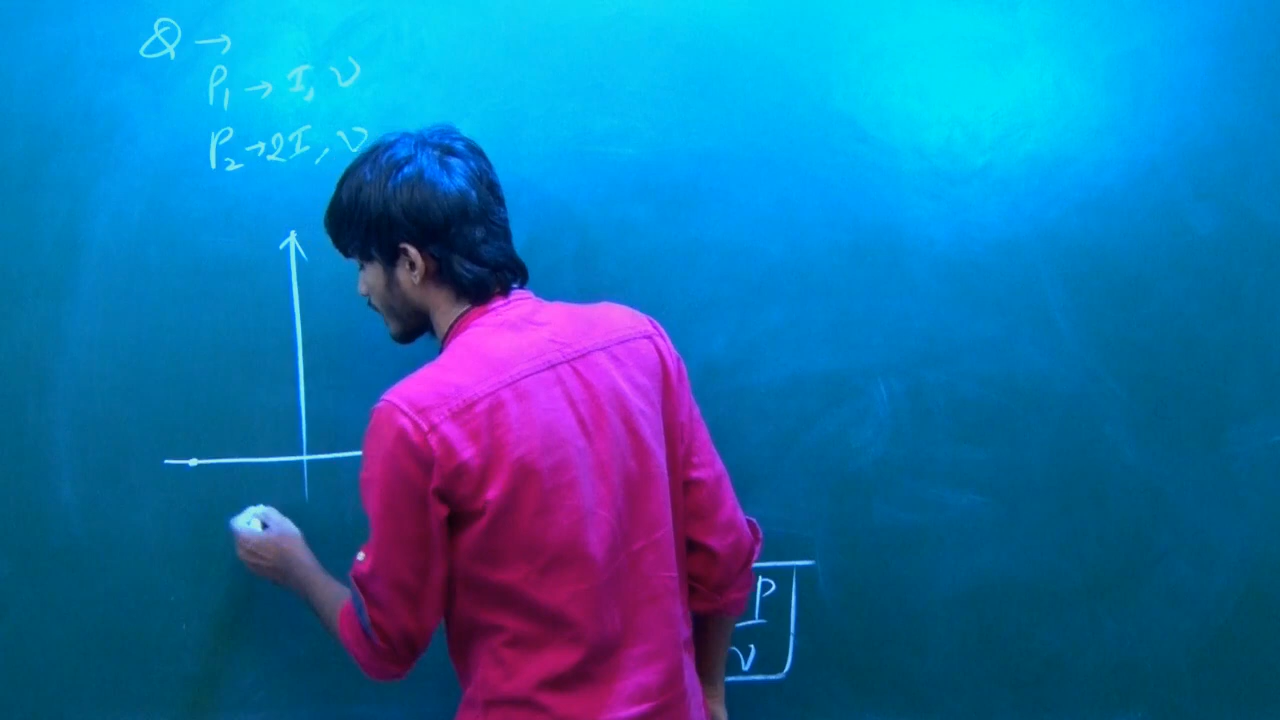 Q →
P₁ → I, ν
P₂ → 2I, ν
P
ν